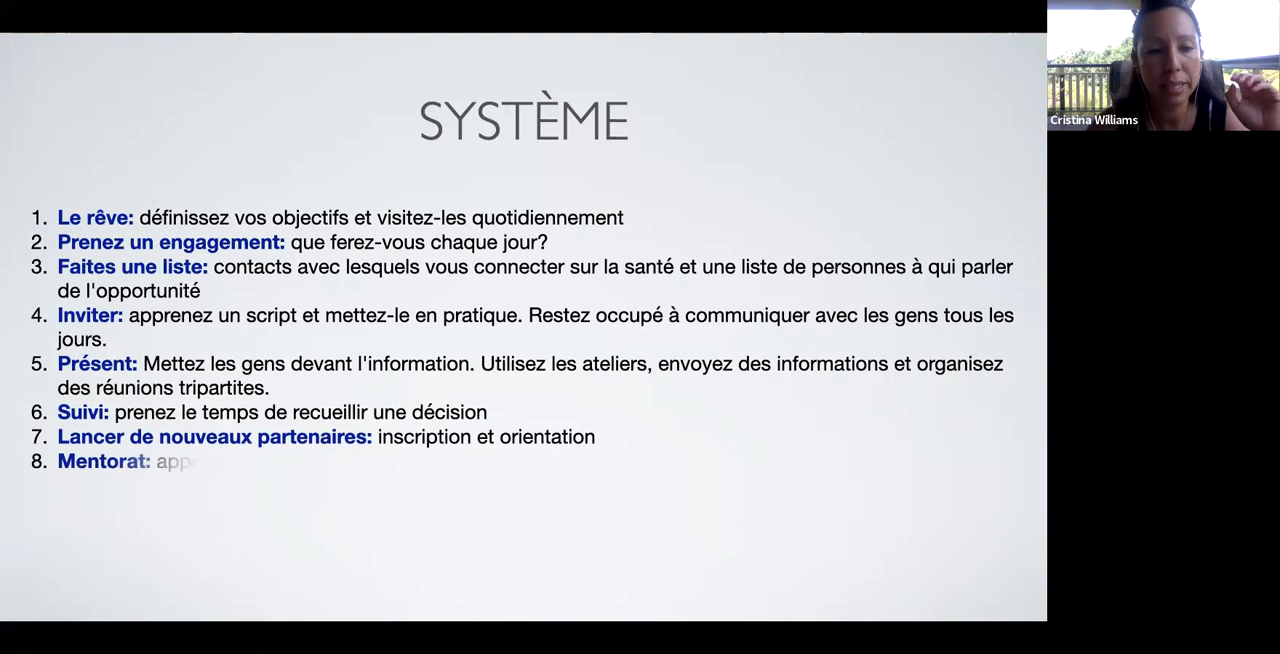 SYSTÈME
1. Le rêve: définissez vos objectifs et visitez-les quotidiennement
2. Prenez un engagement: que ferez-vous chaque jour?
3. Faites une liste: contacts avec lesquels vous connecter sur la santé et une liste de personnes à qui parler
de l'opportunité
4. Inviter: apprenez un script et mettez-le en pratique. Restez occupé à communiquer avec les gens tous les
jours.
5. Présent: Mettez les gens devant l'information. Utilisez les ateliers, envoyez des informations et organisez
des réunions tripartites.
6. Suivi: prenez le temps de recueillir une décision
7. Lancer de nouveaux partenaires: inscription et orientation
8. Mentorat:
Cristina Williams